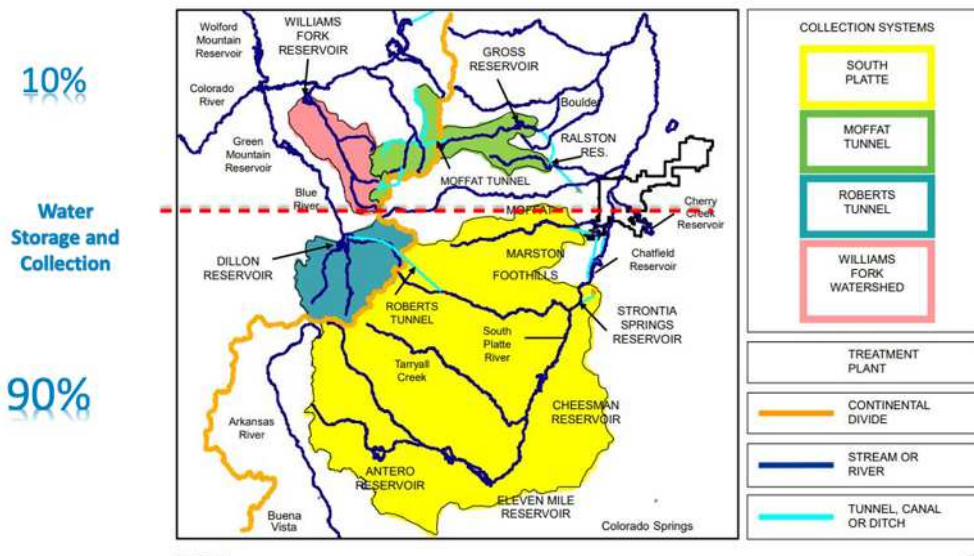 10%
Water
Storage and
Collection
90%
Wolford
Mountain
Reservoir
WILLIAMS
FORK
RESERVOIR
GROSS
RESERVOIR
Colorado
River
Boulder
RALSTON
RES.
Green
Mountain
Reservoir
MOFFAT TUNNEL
Blue
River
MOFFAT
Cherry
Creek
Reservoir
MARSTON
DILLON
RESERVOIR
FOOTHILLS
Chatfield
Reservoir
ROBERTS
TUNNEL
STRONTIA
SPRINGS
RESERVOIR
South
Platte
River
Tarryall
Creek
CHEESMAN
RESERVOIR
Arkansas
River
ANTERO
RESERVOIR
ELEVEN MILE
RESERVOIR
Buena
Vista
Colorado Springs
COLLECTION SYSTEMS
SOUTH
PLATTE
MOFFAT
TUNNEL
ROBERTS
TUNNEL
WILLIAMS
FORK
WATERSHED
TREATMENT
PLANT
CONTINENTAL
DIVIDE
STREAM OR
RIVER
TUNNEL, CANAL
OR DITCH